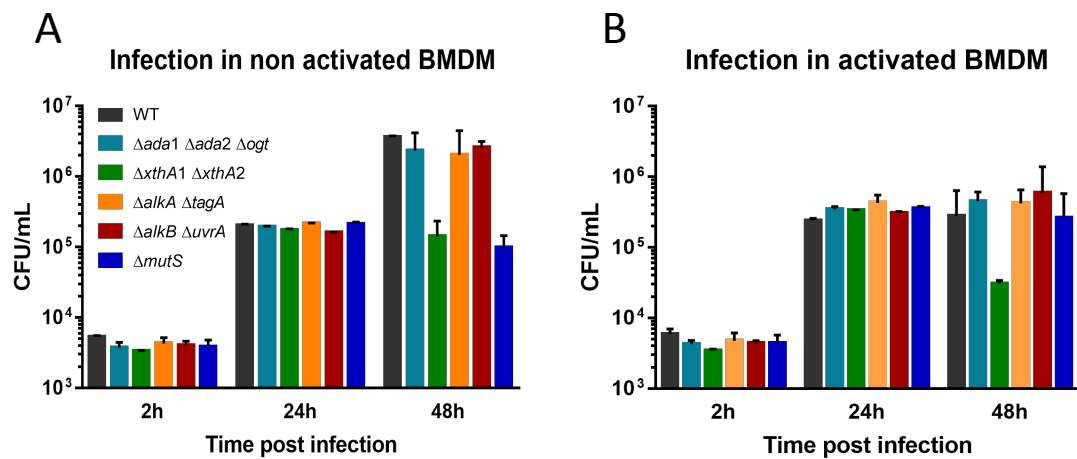 A
Infection in non activated BMDM
CFU/mL
10⁷
10⁶
10⁵
10⁴
10³
WT
Δada1 Δada2 Δogt
ΔxthA1 ΔxthA2
ΔalkA ΔtagA
ΔalkB ΔuvrA
ΔmutS
2h 24h 48h
Time post infection
B
Infection in activated BMDM
CFU/mL
10⁷
10⁶
10⁵
10⁴
10³
2h 24h 48h
Time post infection